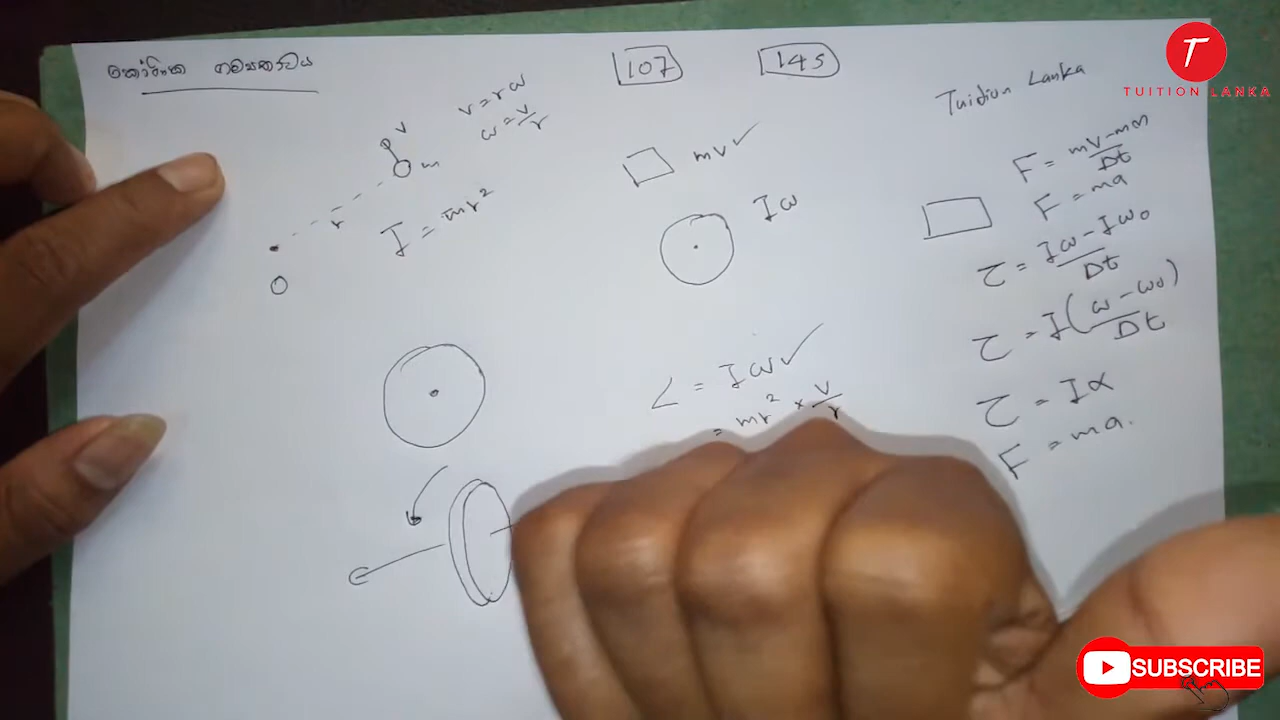 කෝණික ගම්‍යතාවය
107
145
Tuition Lanka
T
TUITION LANKA
v = rω
ω = v/r
v
m
r
I = mr²
mv ✓
Iω
F = mv-mu/Δt
F = ma
τ = Iω - Iω₀/Δt
τ = I(ω - ω₀/Δt)
τ = Iα
F = ma.
L = Iω ✓
= mr² × v/r
SUBSCRIBE